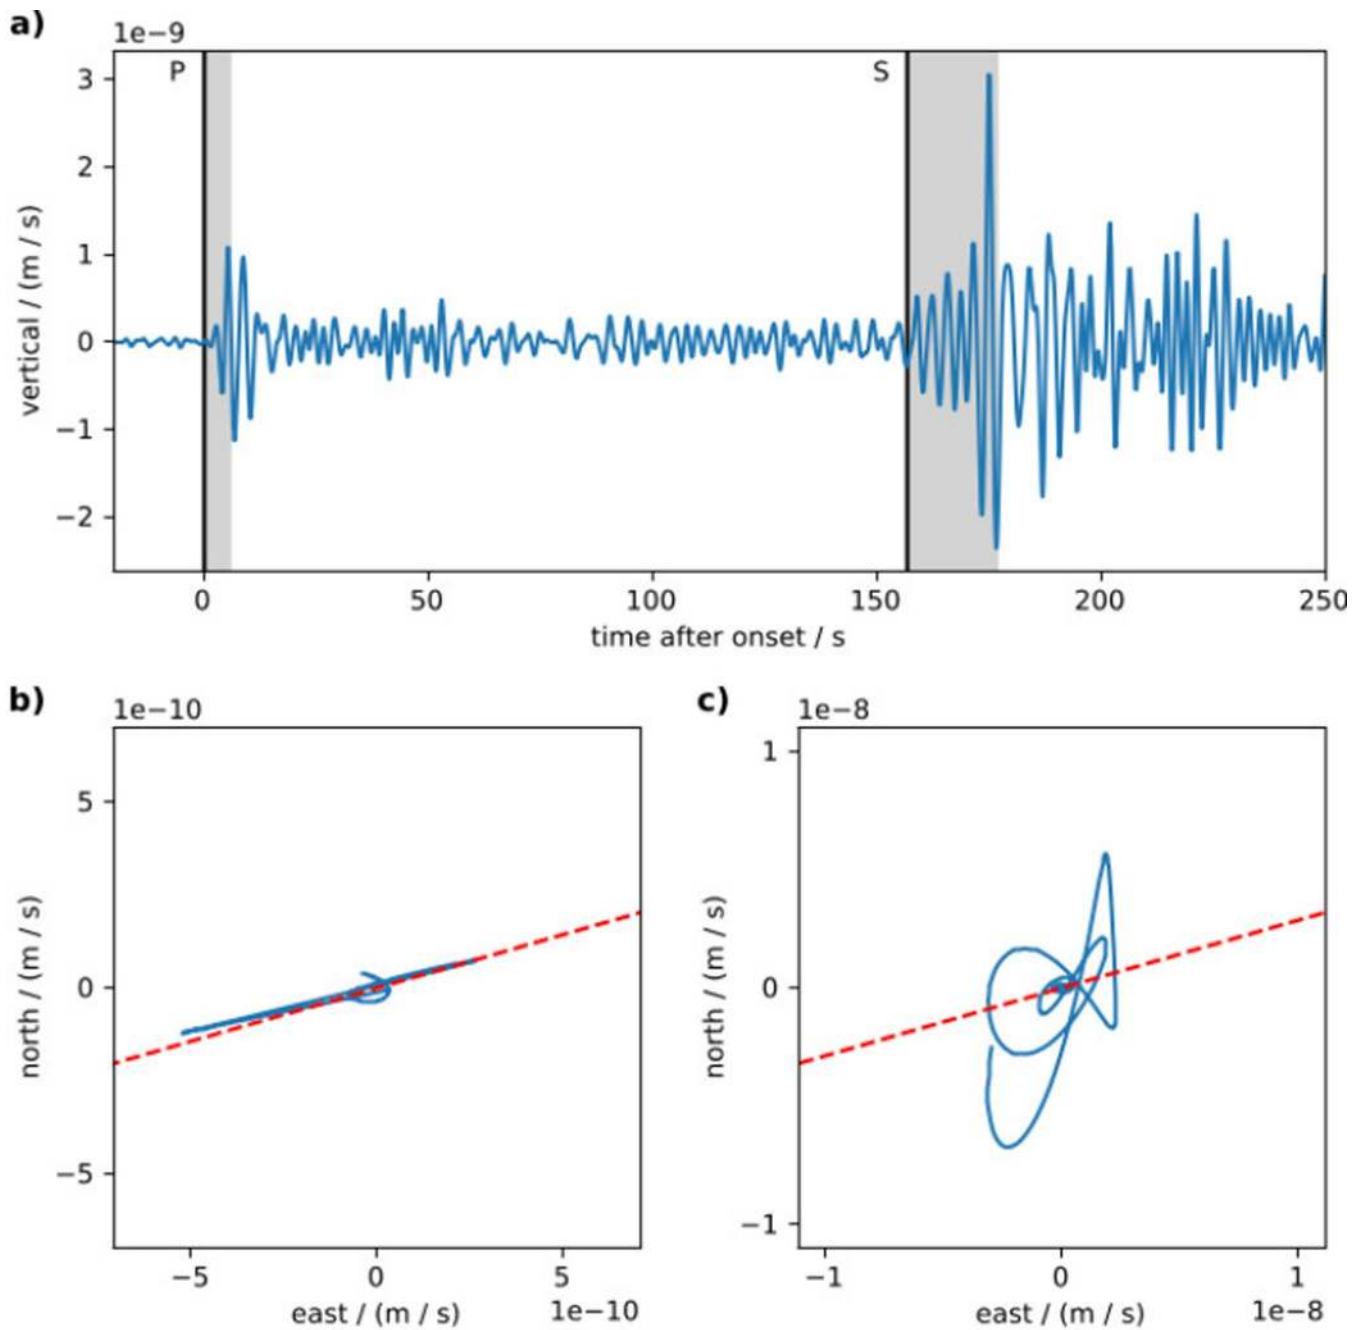 a)
1e−9
P
S
3
2
1
0
−1
−2
vertical / (m / s)
0 50 100 150 200 250
time after onset / s
b)
1e−10
5
0
−5
north / (m / s)
−5 0 5
1e−10
east / (m / s)
c)
1e−8
1
0
−1
north / (m / s)
−1 0 1
1e−8
east / (m / s)